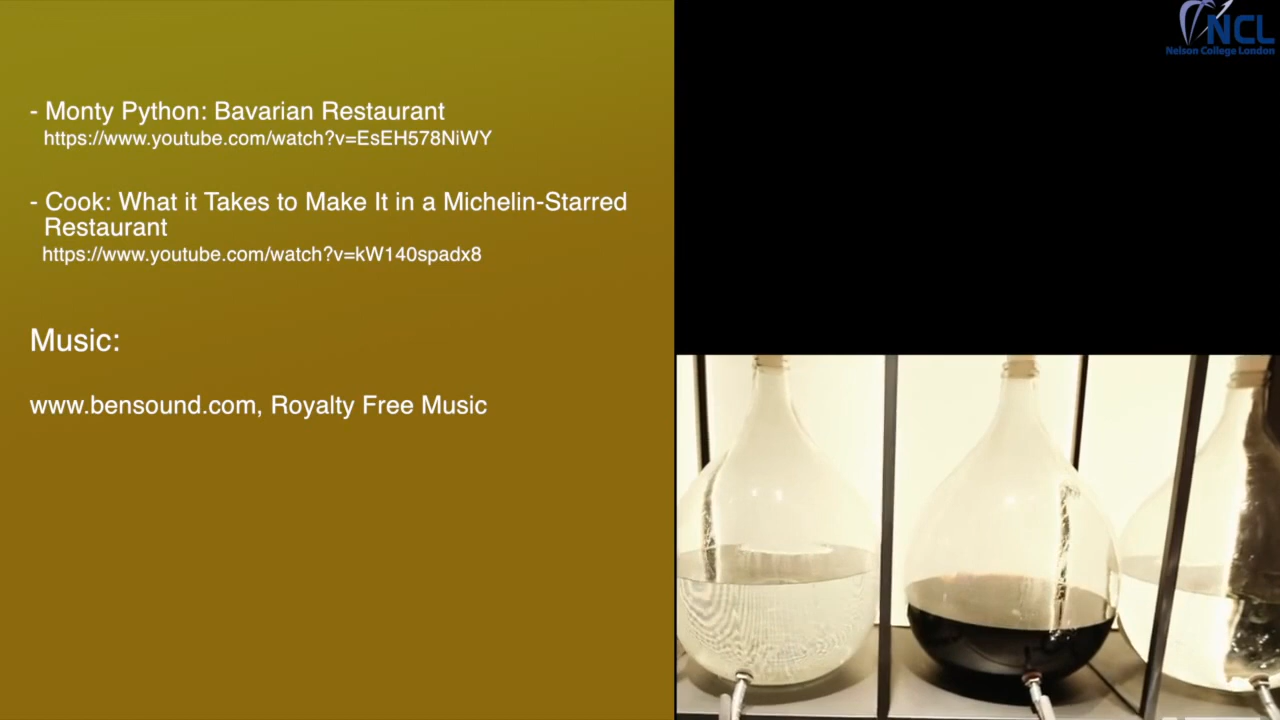 NCL
Nelson College London
- Monty Python: Bavarian Restaurant
https://www.youtube.com/watch?v=EsEH578NiWY
- Cook: What it Takes to Make It in a Michelin-Starred
Restaurant
https://www.youtube.com/watch?v=kW140spadx8
Music:
www.bensound.com, Royalty Free Music